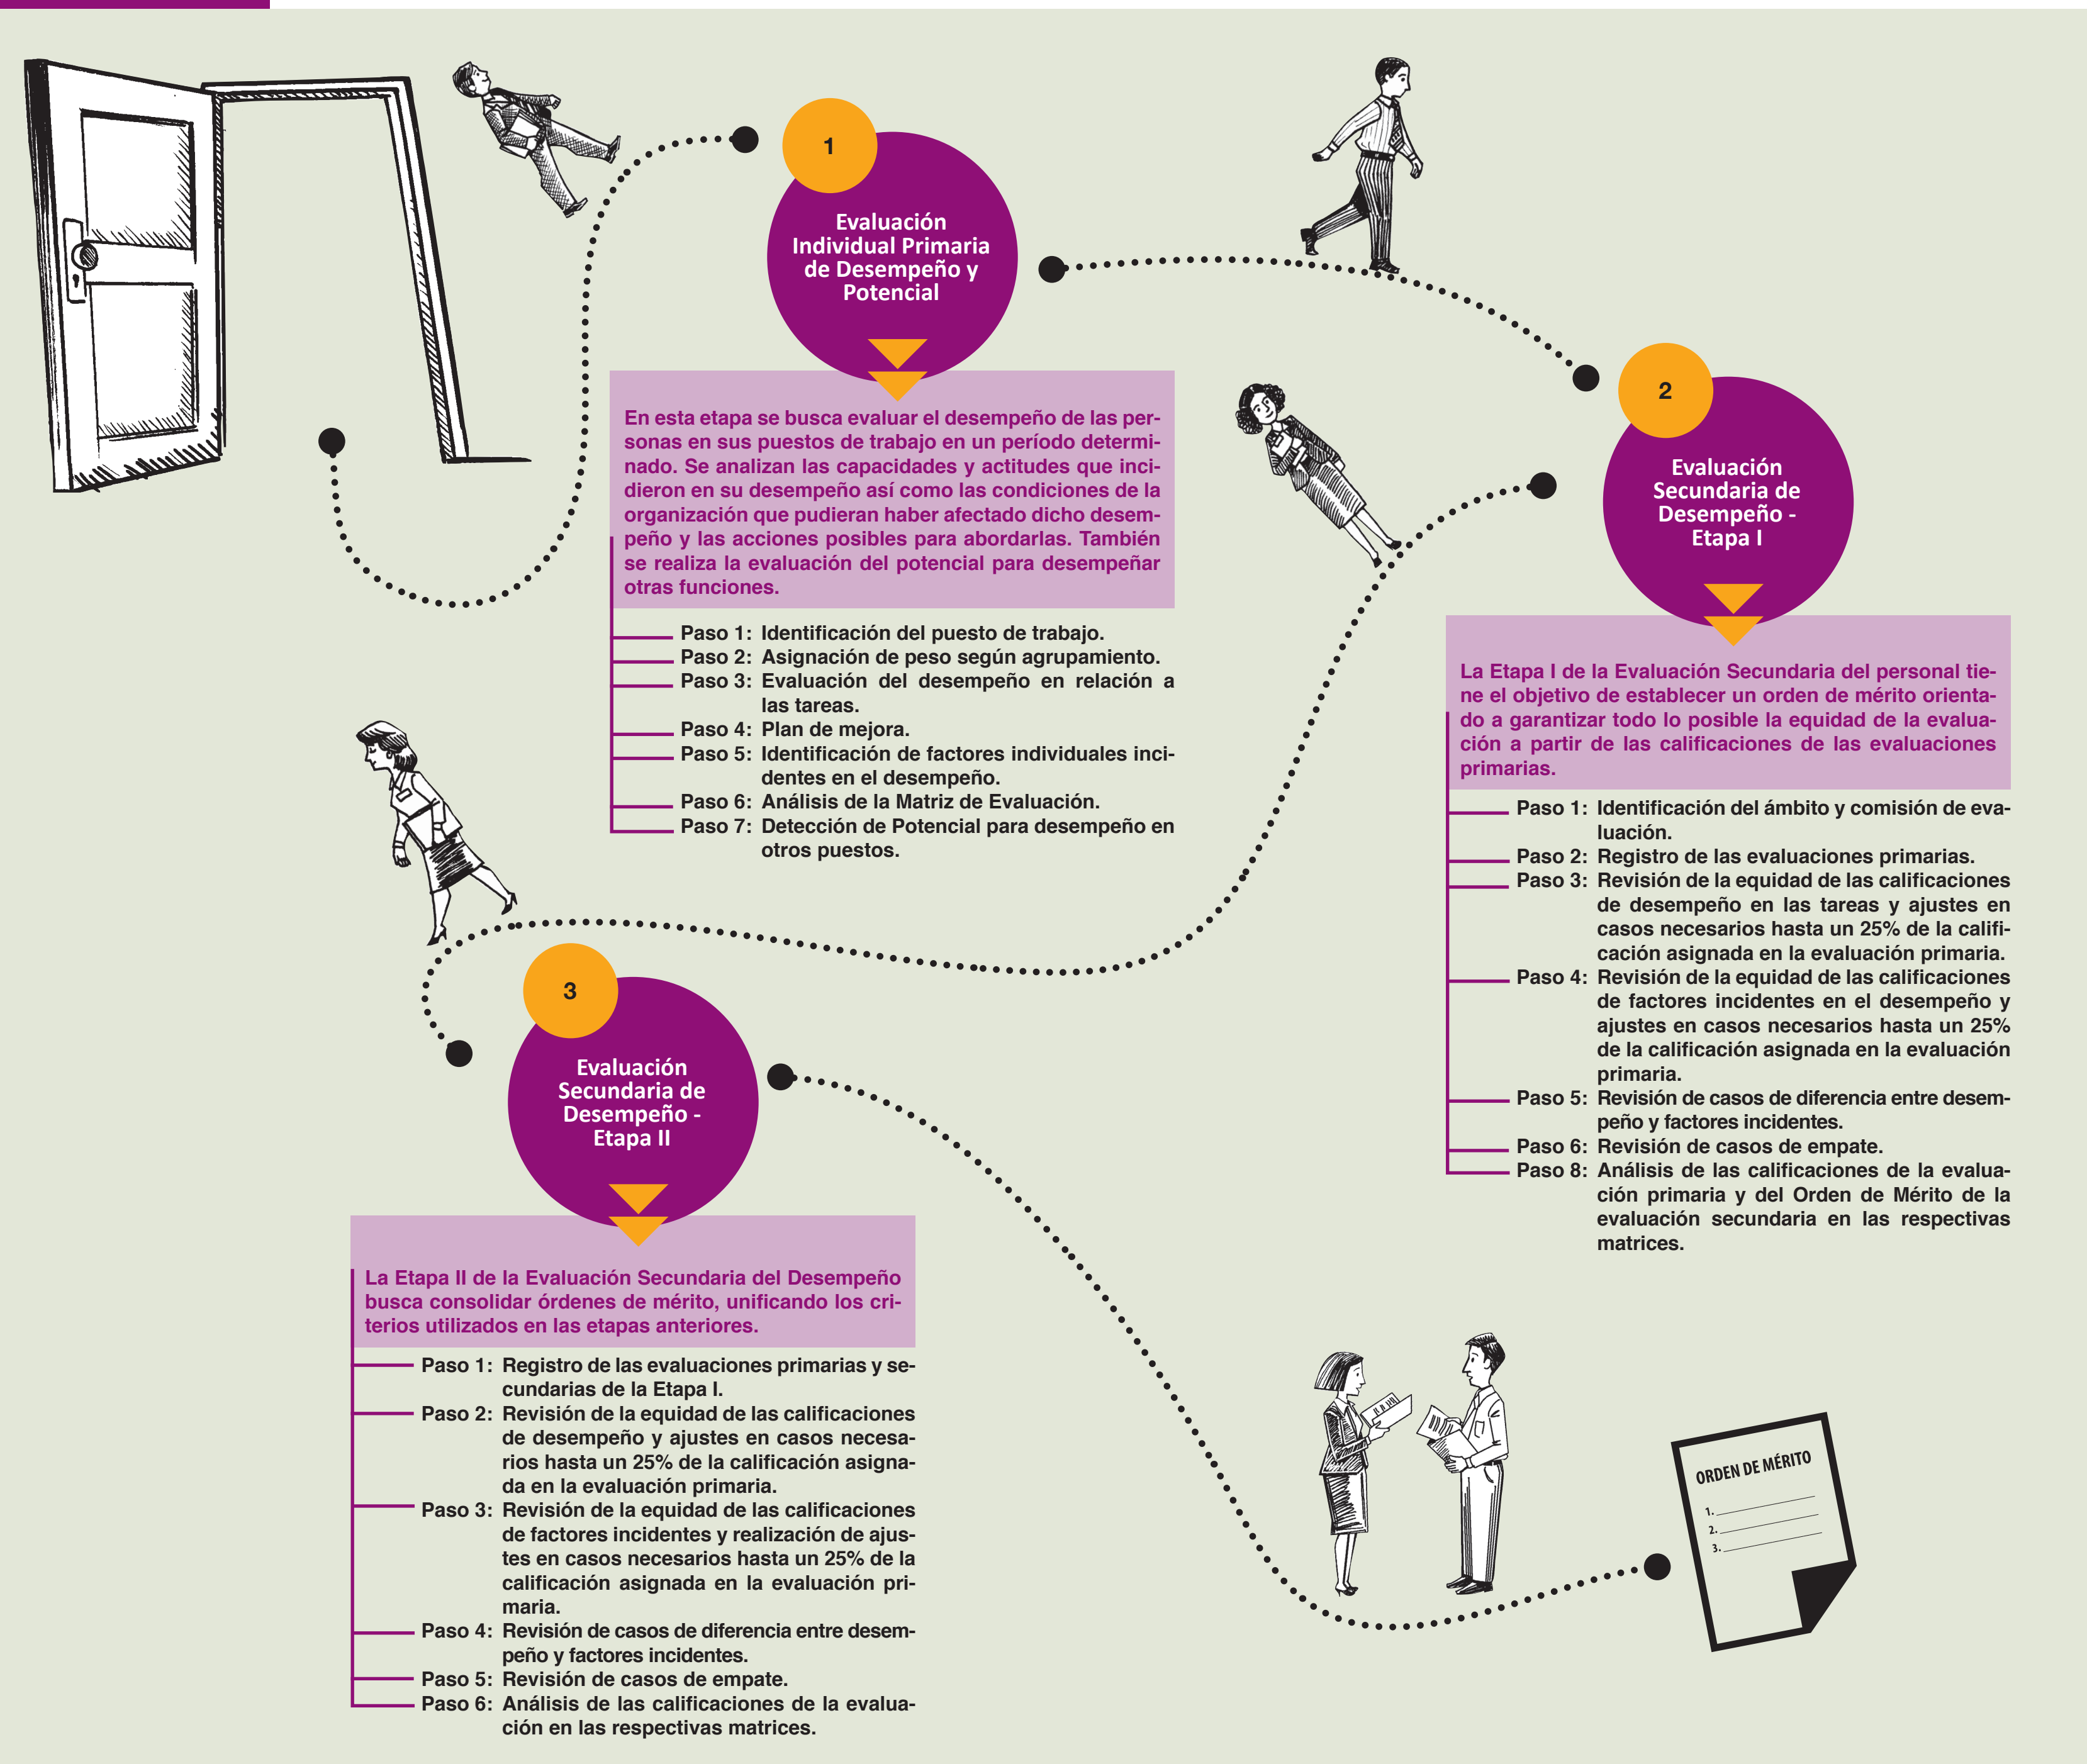 1
Evaluación
Individual Primaria
de Desempeño y
Potencial
En esta etapa se busca evaluar el desempeño de las per-
sonas en sus puestos de trabajo en un período determi-
nado. Se analizan las capacidades y actitudes que inci-
dieron en su desempeño así como las condiciones de la
organización que pudieran haber afectado dicho desem-
peño y las acciones posibles para abordarlas. También
se realiza la evaluación del potencial para desempeñar
otras funciones.
Paso 1: Identificación del puesto de trabajo.
Paso 2: Asignación de peso según agrupamiento.
Paso 3: Evaluación del desempeño en relación a
las tareas.
Paso 4: Plan de mejora.
Paso 5: Identificación de factores individuales inci-
dentes en el desempeño.
Paso 6: Análisis de la Matriz de Evaluación.
Paso 7: Detección de Potencial para desempeño en
otros puestos.
2
Evaluación
Secundaria de
Desempeño -
Etapa I
La Etapa I de la Evaluación Secundaria del personal tie-
ne el objetivo de establecer un orden de mérito orienta-
do a garantizar todo lo posible la equidad de la evalua-
ción a partir de las calificaciones de las evaluaciones
primarias.
Paso 1: Identificación del ámbito y comisión de eva-
luación.
Paso 2: Registro de las evaluaciones primarias.
Paso 3: Revisión de la equidad de las calificaciones
de desempeño en las tareas y ajustes en
casos necesarios hasta un 25% de la califi-
cación asignada en la evaluación primaria.
Paso 4: Revisión de la equidad de las calificaciones
de factores incidentes en el desempeño y
ajustes en casos necesarios hasta un 25%
de la calificación asignada en la evaluación
primaria.
Paso 5: Revisión de casos de diferencia entre desem-
peño y factores incidentes.
Paso 6: Revisión de casos de empate.
Paso 8: Análisis de las calificaciones de la evalua-
ción primaria y del Orden de Mérito de la
evaluación secundaria en las respectivas
matrices.
3
Evaluación
Secundaria de
Desempeño -
Etapa II
La Etapa II de la Evaluación Secundaria del Desempeño
busca consolidar órdenes de mérito, unificando los cri-
terios utilizados en las etapas anteriores.
Paso 1: Registro de las evaluaciones primarias y se-
cundarias de la Etapa I.
Paso 2: Revisión de la equidad de las calificaciones
de desempeño y ajustes en casos necesa-
rios hasta un 25% de la calificación asigna-
da en la evaluación primaria.
Paso 3: Revisión de la equidad de las calificaciones
de factores incidentes y realización de ajus-
tes en casos necesarios hasta un 25% de la
calificación asignada en la evaluación pri-
maria.
Paso 4: Revisión de casos de diferencia entre desem-
peño y factores incidentes.
Paso 5: Revisión de casos de empate.
Paso 6: Análisis de las calificaciones de la evalua-
ción en las respectivas matrices.
ORDEN DE MÉRITO
1.
2.
3.